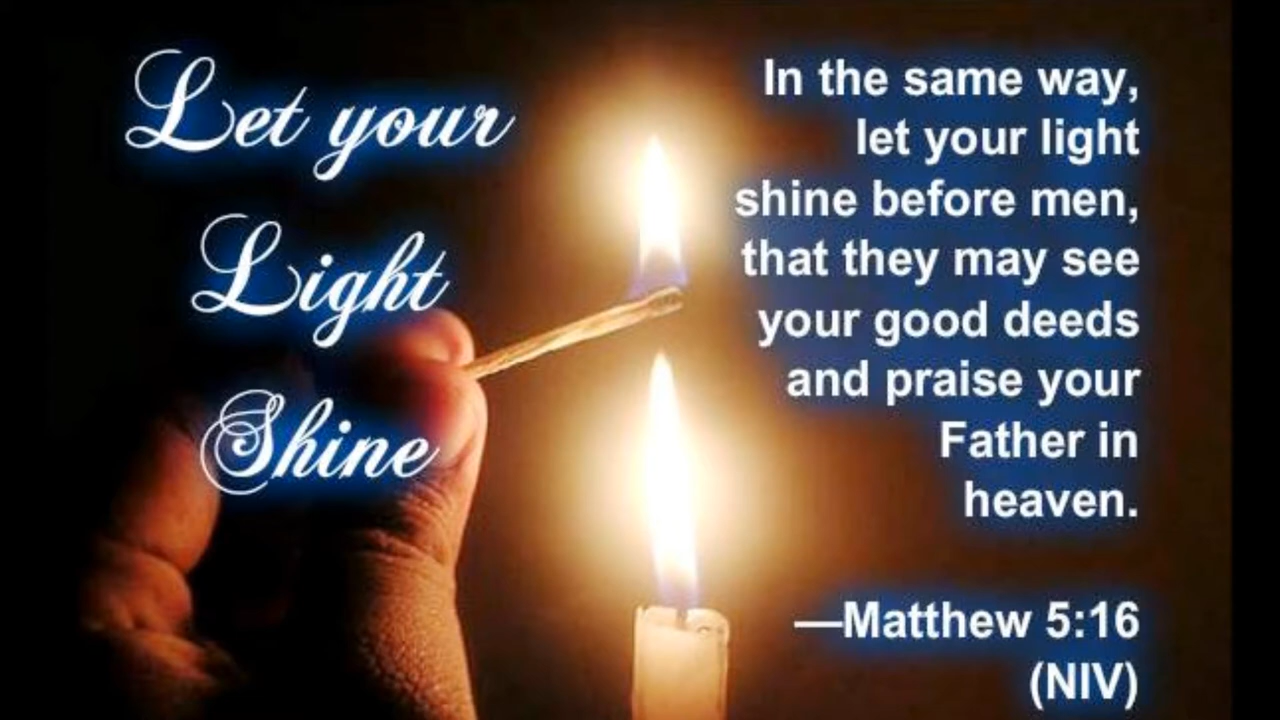 Let your
Light
Shine
In the same way,
let your light
shine before men,
that they may see
your good deeds
and praise your
Father in
heaven.
—Matthew 5:16
(NIV)